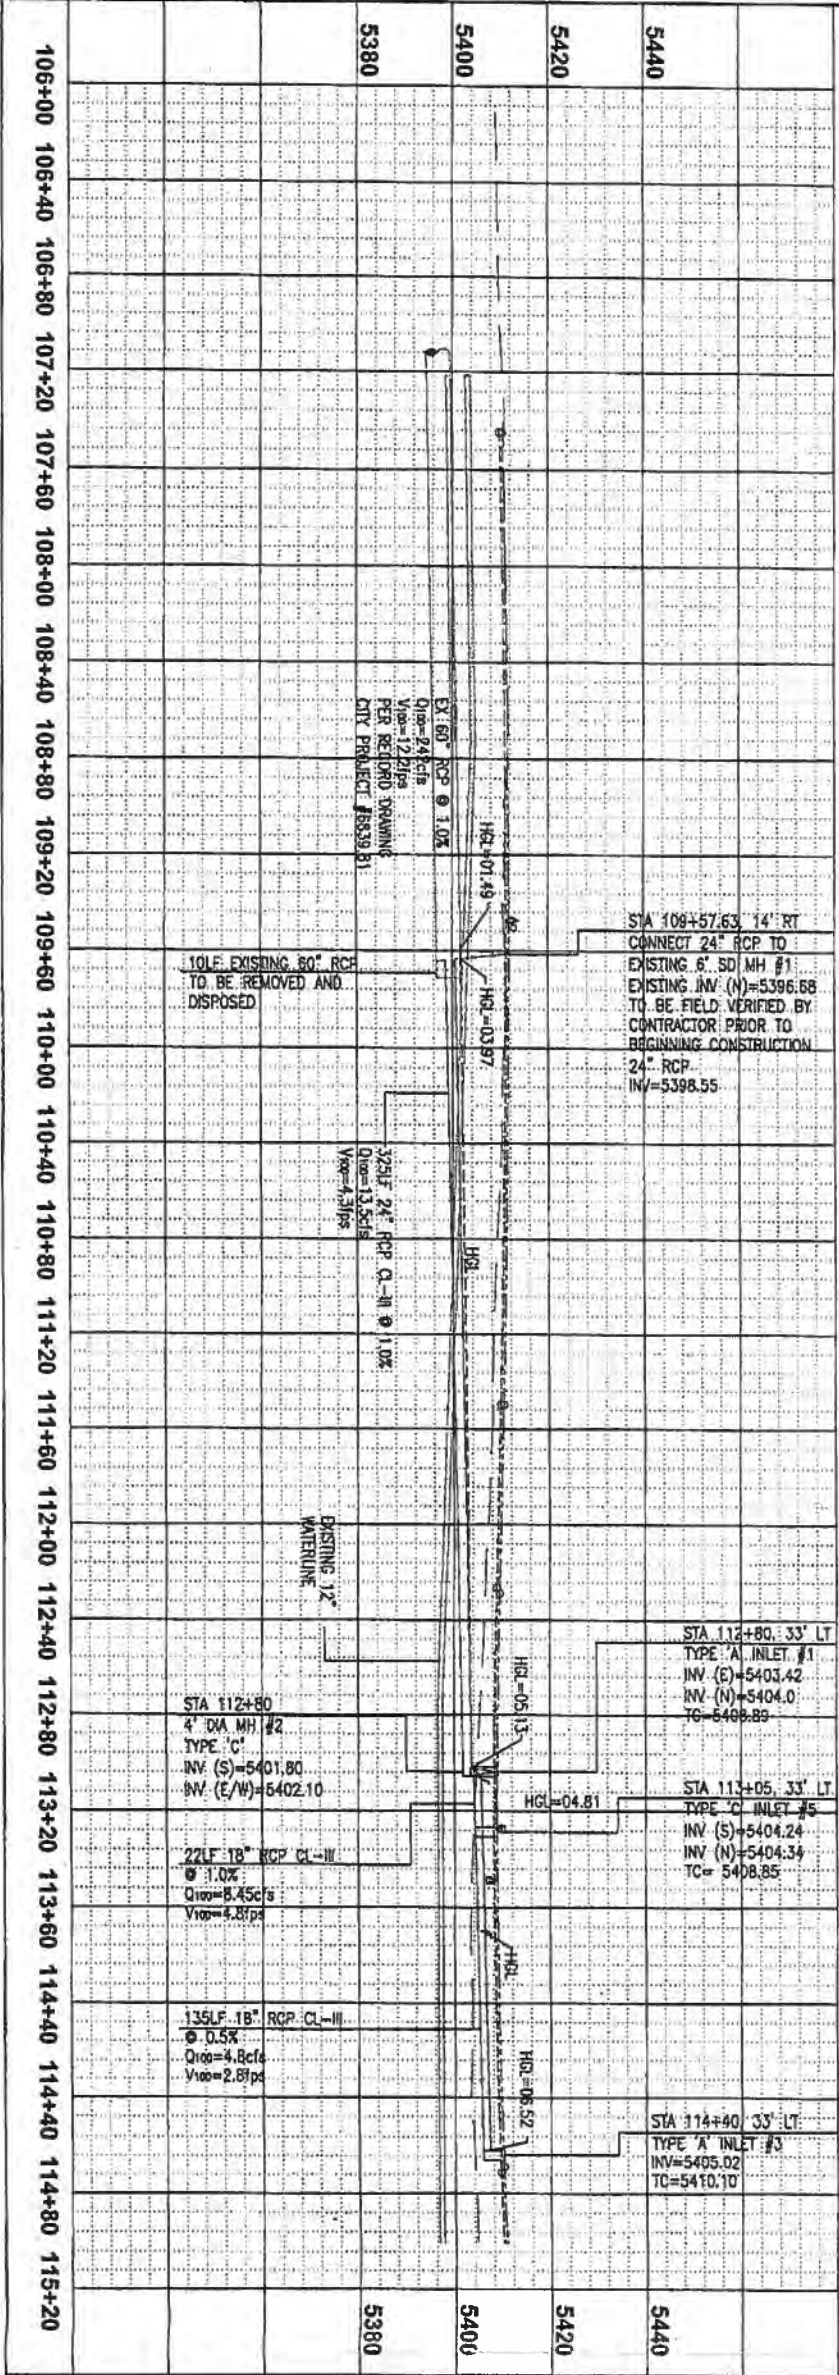 5440
5420
5400
5380
EX 60" RCP @ 1.0%
Q100=242cfs
V100=12.2fps
PER RECORD DRAWING
CITY PROJECT #6839.81
HGL=01.49
HGL=03.97
STA 109+57.63, 14' RT
CONNECT 24" RCP TO
EXISTING 6' SD MH #1
EXISTING INV (N)=5396.68
TO BE FIELD VERIFIED BY
CONTRACTOR PRIOR TO
BEGINNING CONSTRUCTION
24" RCP
INV=5398.55
10LF EXISTING 60" RCP
TO BE REMOVED AND
DISPOSED
325LF 24" RCP CL-III @ 1.0%
Q100=13.5cfs
V100=4.3fps
HGL
EXISTING 12"
WATERLINE
STA 112+80, 33' LT
TYPE 'A' INLET #1
INV (E)=5403.42
INV (N)=5404.0
TC=5408.89
HGL=05.13
STA 112+80
4' DIA MH #2
TYPE 'C'
INV (S)=5401.80
INV (E/W)=5402.10
HGL=04.81
STA 113+05, 33' LT
TYPE 'C' INLET #5
INV (S)=5404.24
INV (N)=5404.34
TC= 5408.85
22LF 18" RCP CL-III
@ 1.0%
Q100=8.45cfs
V100=4.8fps
HGL
135LF 18" RCP CL-III
@ 0.5%
Q100=4.8cfs
V100=2.8fps
HGL=06.52
STA 114+40, 33' LT
TYPE 'A' INLET #3
INV=5405.02
TC=5410.10
5440
5420
5400
5380
106+00 106+40 106+80 107+20 107+60 108+00 108+40 108+80 109+20 109+60 110+00 110+40 110+80 111+20 111+60 112+00 112+40 112+80 113+20 113+60 114+40 114+40 114+80 115+20